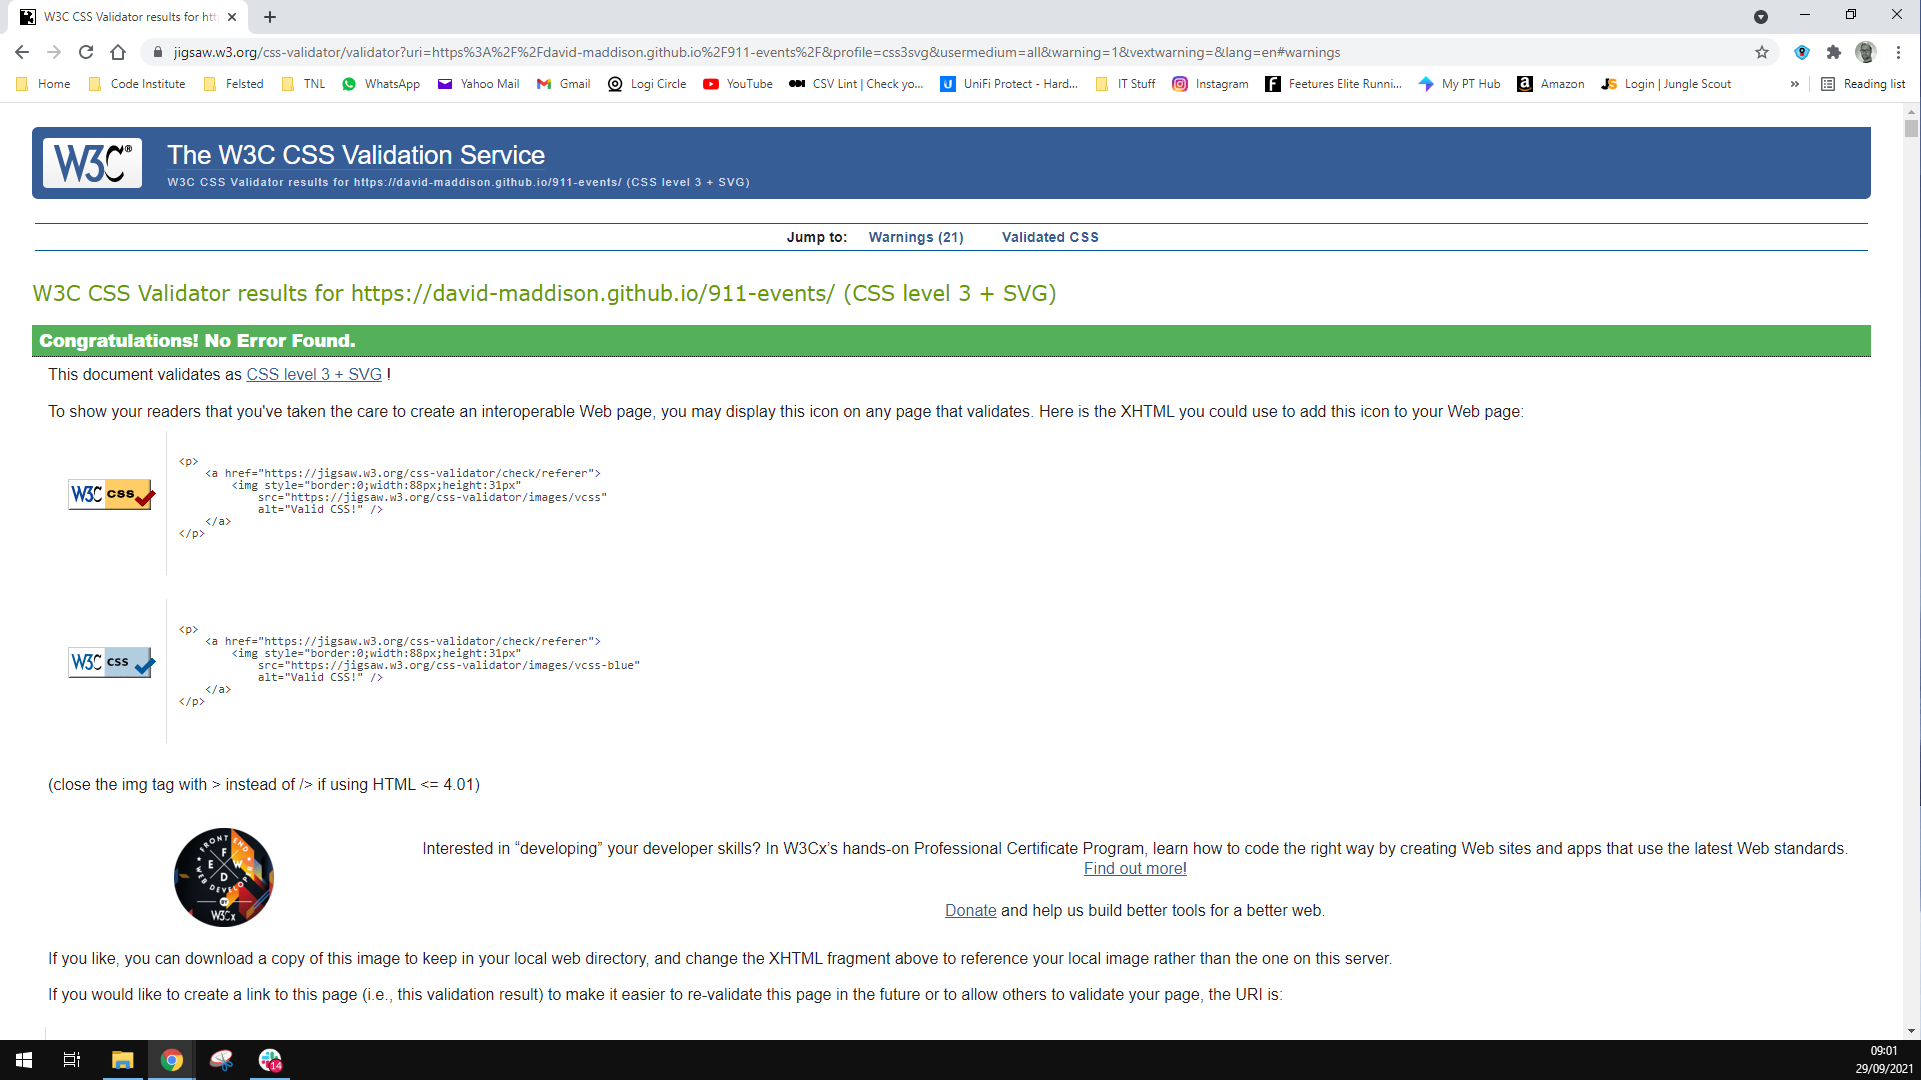 W3C CSS Validator results for htt
jigsaw.w3.org/css-validator/validator?uri=https%3A%2F%2Fdavid-maddison.github.io%2F911-events%2F&profile=css3svg&usermedium=all&warning=1&vextwarning=&lang=en#warnings
Home Code Institute Felsted TNL WhatsApp Yahoo Mail Gmail Logi Circle YouTube CSV Lint | Check yo... UniFi Protect - Hard... IT Stuff Instagram Feetures Elite Runni... My PT Hub Amazon Login | Jungle Scout » Reading list
W3C®
The W3C CSS Validation Service
W3C CSS Validator results for https://david-maddison.github.io/911-events/ (CSS level 3 + SVG)
Jump to: Warnings (21) Validated CSS
W3C CSS Validator results for https://david-maddison.github.io/911-events/ (CSS level 3 + SVG)
Congratulations! No Error Found.
This document validates as CSS level 3 + SVG !
To show your readers that you've taken the care to create an interoperable Web page, you may display this icon on any page that validates. Here is the XHTML you could use to add this icon to your Web page:
W3C CSS
<p>
<a href="https://jigsaw.w3.org/css-validator/check/referer">
<img style="border:0;width:88px;height:31px"
src="https://jigsaw.w3.org/css-validator/images/vcss"
alt="Valid CSS!" />
</a>
</p>
W3C CSS
<p>
<a href="https://jigsaw.w3.org/css-validator/check/referer">
<img style="border:0;width:88px;height:31px"
src="https://jigsaw.w3.org/css-validator/images/vcss-blue"
alt="Valid CSS!" />
</a>
</p>
(close the img tag with > instead of /> if using HTML <= 4.01)
FRONT END
F
E W
D
WEB DEVELOPER
BY
W3Cx
Interested in “developing” your developer skills? In W3Cx’s hands-on Professional Certificate Program, learn how to code the right way by creating Web sites and apps that use the latest Web standards.
Find out more!
Donate and help us build better tools for a better web.
If you like, you can download a copy of this image to keep in your local web directory, and change the XHTML fragment above to reference your local image rather than the one on this server.
If you would like to create a link to this page (i.e., this validation result) to make it easier to re-validate this page in the future or to allow others to validate your page, the URI is:
14
09:01
29/09/2021